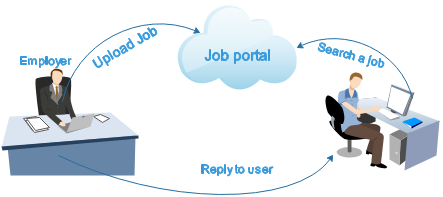 Employer
Upload Job
Job portal
Search a job
Reply to user